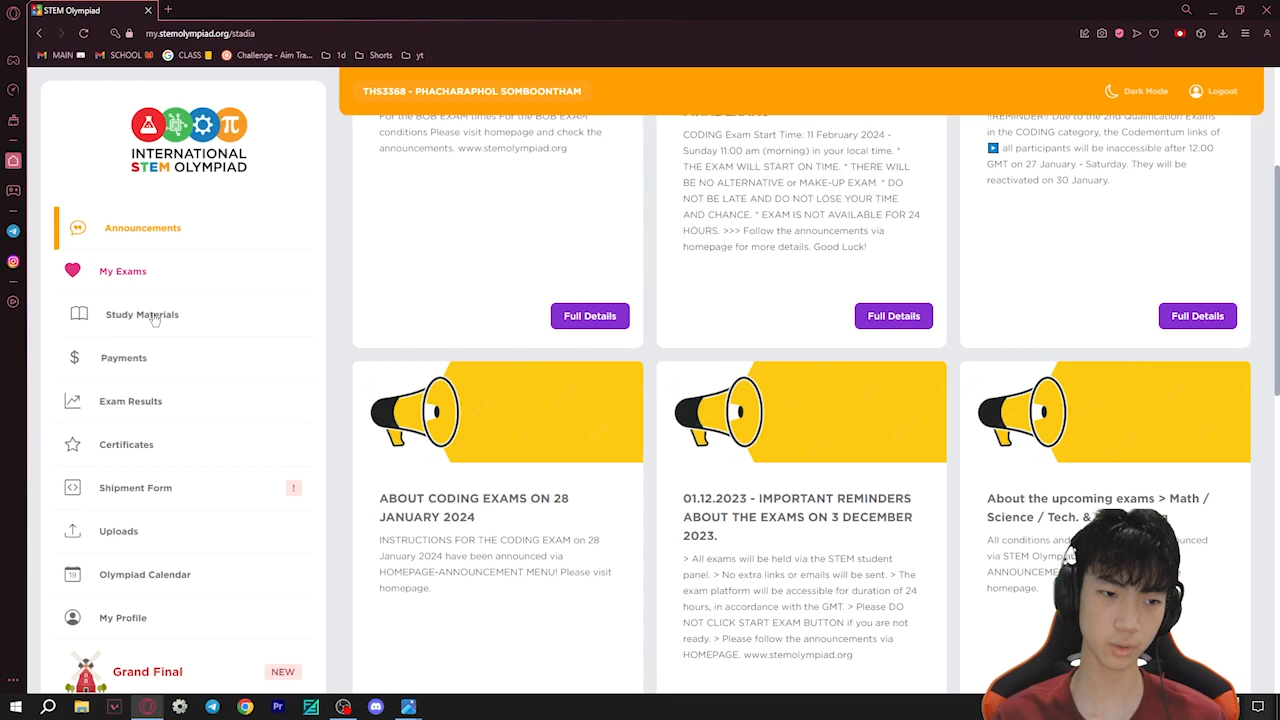 STEM Olympiad
my.stemolympiad.org/stadia
MAIN
SCHOOL
CLASS
Challenge - Aim Tra...
1d
Shorts
yt
THS3368 - PHACHARAPHOL SOMBOONTHAM
Dark Mode
Logout
INTERNATIONAL
STEM OLYMPIAD
Announcements
My Exams
Study Materials
Payments
Exam Results
Certificates
Shipment Form
!
Uploads
19
Olympiad Calendar
My Profile
Grand Final
NEW
For the BOB EXAM times For the BOB EXAM
conditions Please visit homepage and check the
announcements. www.stemolympiad.org
Full Details
CODING Exam Start Time: 11 February 2024 -
Sunday 11:00 am (morning) in your local time. *
THE EXAM WILL START ON TIME. * THERE WILL
BE NO ALTERNATIVE or MAKE-UP EXAM. * DO
NOT BE LATE AND DO NOT LOSE YOUR TIME
AND CHANCE. * EXAM IS NOT AVAILABLE FOR 24
HOURS. >>> Follow the announcements via
homepage for more details. Good Luck!
Full Details
!!REMINDER!! Due to the 2nd Qualification Exams
in the CODING category, the Codementum links of
all participants will be inaccessible after 12:00
GMT on 27 January - Saturday. They will be
reactivated on 30 January.
Full Details
ABOUT CODING EXAMS ON 28
JANUARY 2024
INSTRUCTIONS FOR THE CODING EXAM on 28
January 2024 have been announced via
HOMEPAGE-ANNOUNCEMENT MENU! Please visit
homepage.
01.12.2023 - IMPORTANT REMINDERS
ABOUT THE EXAMS ON 3 DECEMBER
2023.
> All exams will be held via the STEM student
panel. > No extra links or emails will be sent. > The
exam platform will be accessible for duration of 24
hours, in accordance with the GMT. > Please DO
NOT CLICK START EXAM BUTTON if you are not
ready. > Please follow the announcements via
HOMEPAGE. www.stemolympiad.org
About the upcoming exams > Math /
Science / Tech. &
All conditions and
via STEM
homepage.